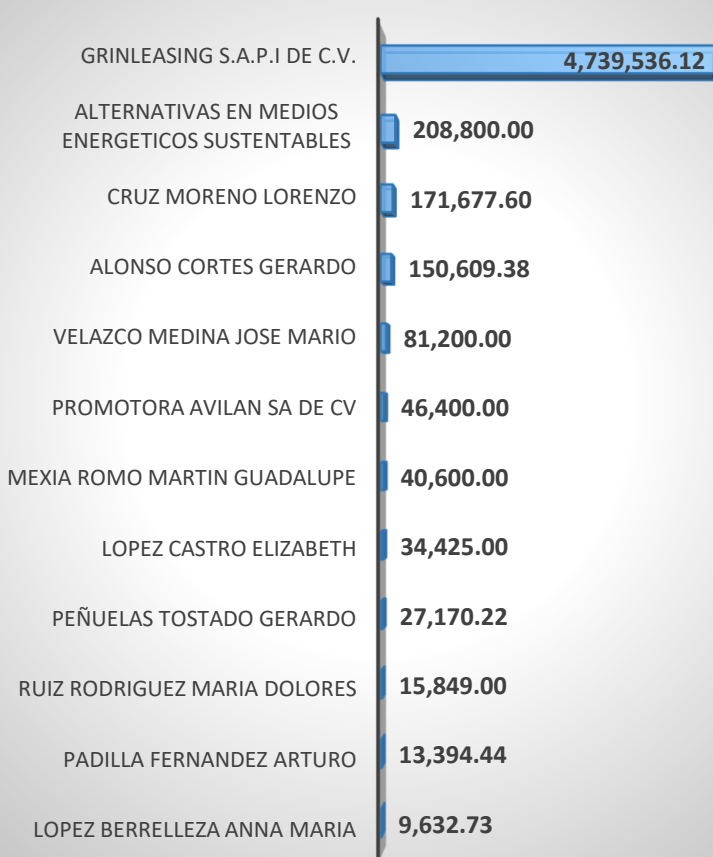 GRINLEASING S.A.P.I DE C.V. 4,739,536.12
ALTERNATIVAS EN MEDIOS
ENERGETICOS SUSTENTABLES 208,800.00
CRUZ MORENO LORENZO 171,677.60
ALONSO CORTES GERARDO 150,609.38
VELAZCO MEDINA JOSE MARIO 81,200.00
PROMOTORA AVILAN SA DE CV 46,400.00
MEXIA ROMO MARTIN GUADALUPE 40,600.00
LOPEZ CASTRO ELIZABETH 34,425.00
PEÑUELAS TOSTADO GERARDO 27,170.22
RUIZ RODRIGUEZ MARIA DOLORES 15,849.00
PADILLA FERNANDEZ ARTURO 13,394.44
LOPEZ BERRELLEZA ANNA MARIA 9,632.73